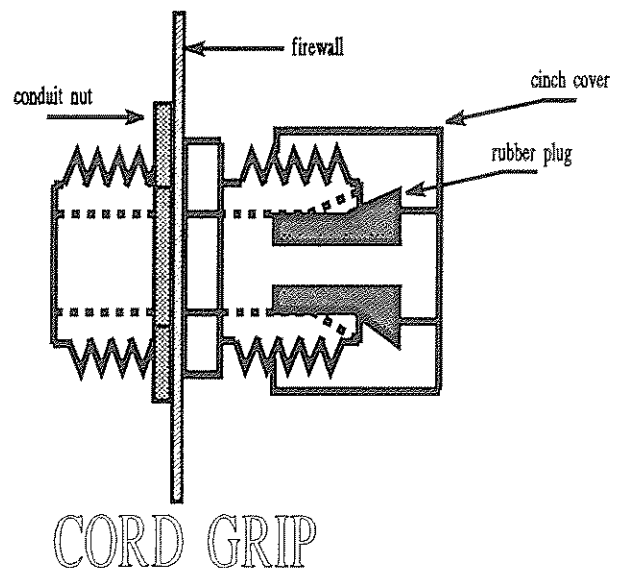 firewall
conduit nut
cinch cover
rubber plug
CORD GRIP